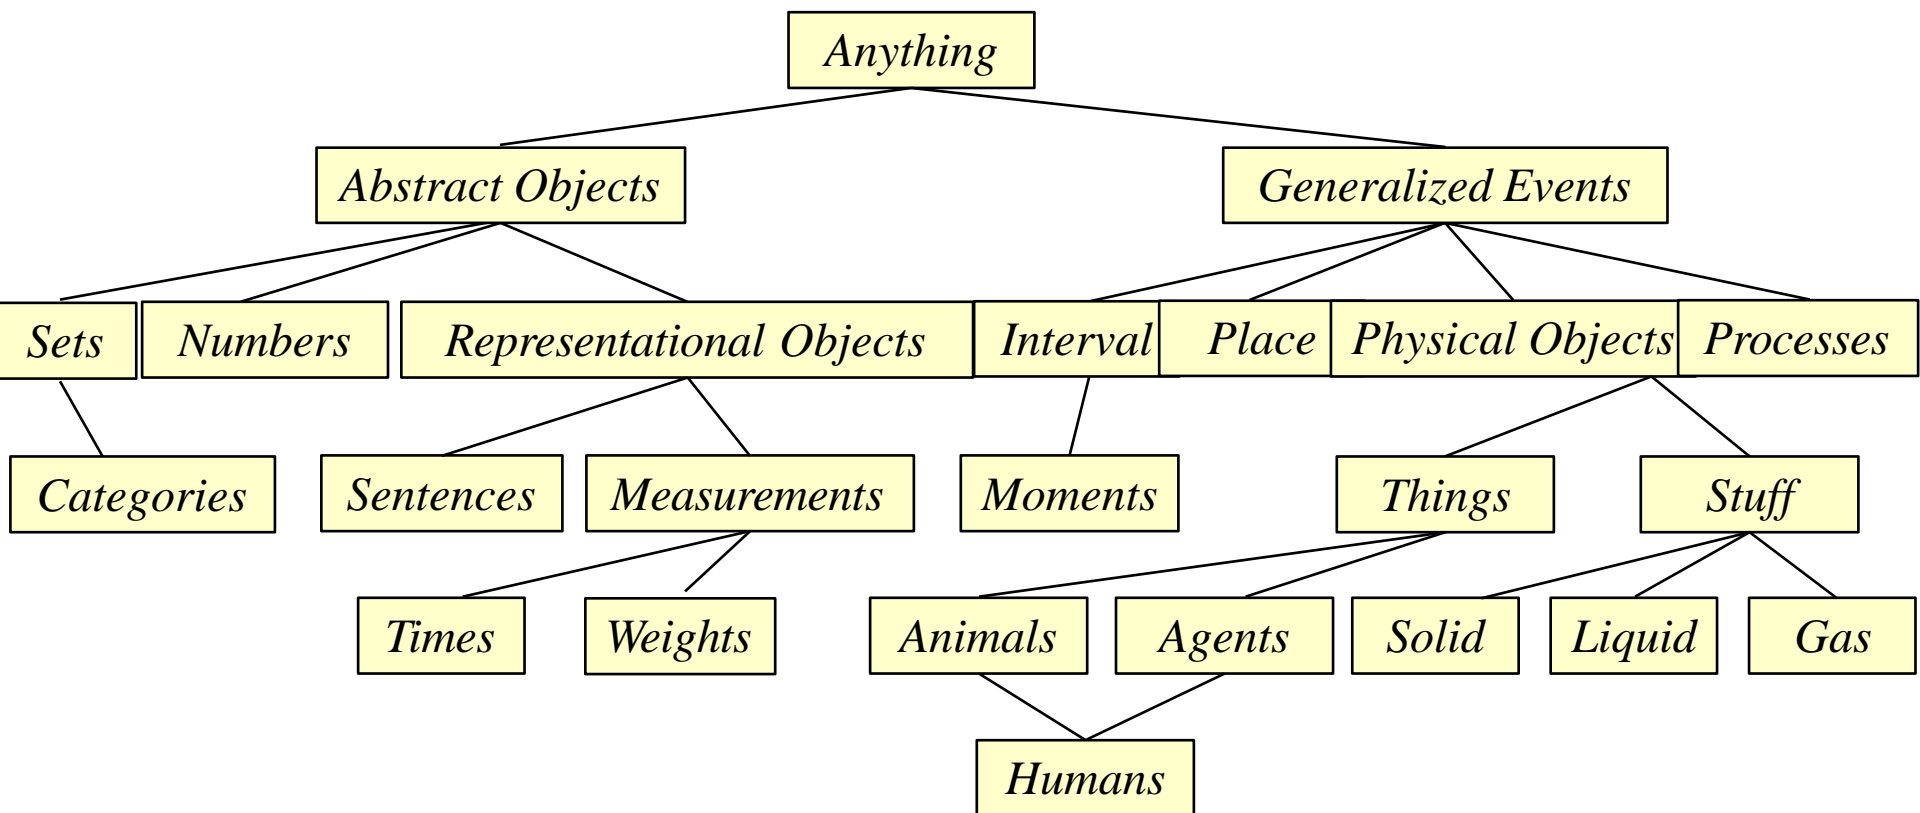 Anything
Abstract Objects
Generalized Events
Sets
Numbers
Representational Objects
Interval
Place
Physical Objects
Processes
Categories
Sentences
Measurements
Moments
Things
Stuff
Times
Weights
Animals
Agents
Solid
Liquid
Gas
Humans